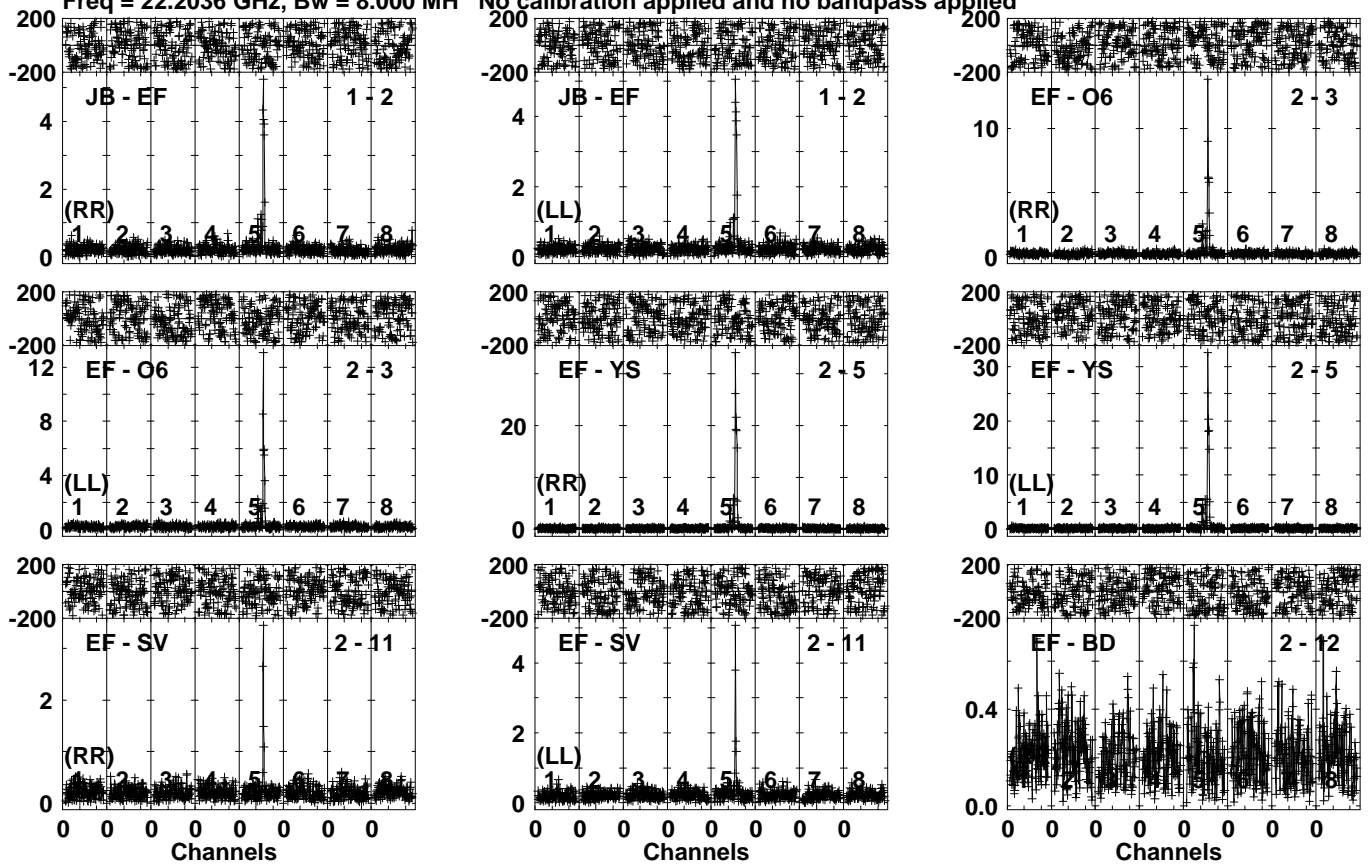 Freq = 22.2036 GHz, Bw = 8.000 MH No calibration applied and no bandpass applied
200 200 200
-200 -200 -200
JB - EF 1 - 2 JB - EF 1 - 2 EF - O6 2 - 3
4 4 10
2 2
(RR) (LL) (RR)
1 2 3 4 5 6 7 8 1 2 3 4 5 6 7 8 1 2 3 4 5 6 7 8
0 0 0
200 200 200
-200 -200 -200
EF - O6 2 - 3 EF - YS 2 - 5 EF - YS 2 - 5
12 30
8 20 20
4 10
(LL) (RR) (LL)
1 2 3 4 5 6 7 8 1 2 3 4 5 6 7 8 1 2 3 4 5 6 7 8
0 0 0
200 200 200
-200 -200 -200
EF - SV 2 - 11 EF - SV 2 - 11 EF - BD 2 - 12
4
2 2 0.4
(RR) (LL)
1 2 3 4 5 6 7 8 1 2 3 4 5 6 7 8 2 8
0 0 0.0
0 0 0 0 0 0 0 0 0 0 0 0 0 0 0 0 0 0 0 0 0 0 0 0
Channels Channels Channels